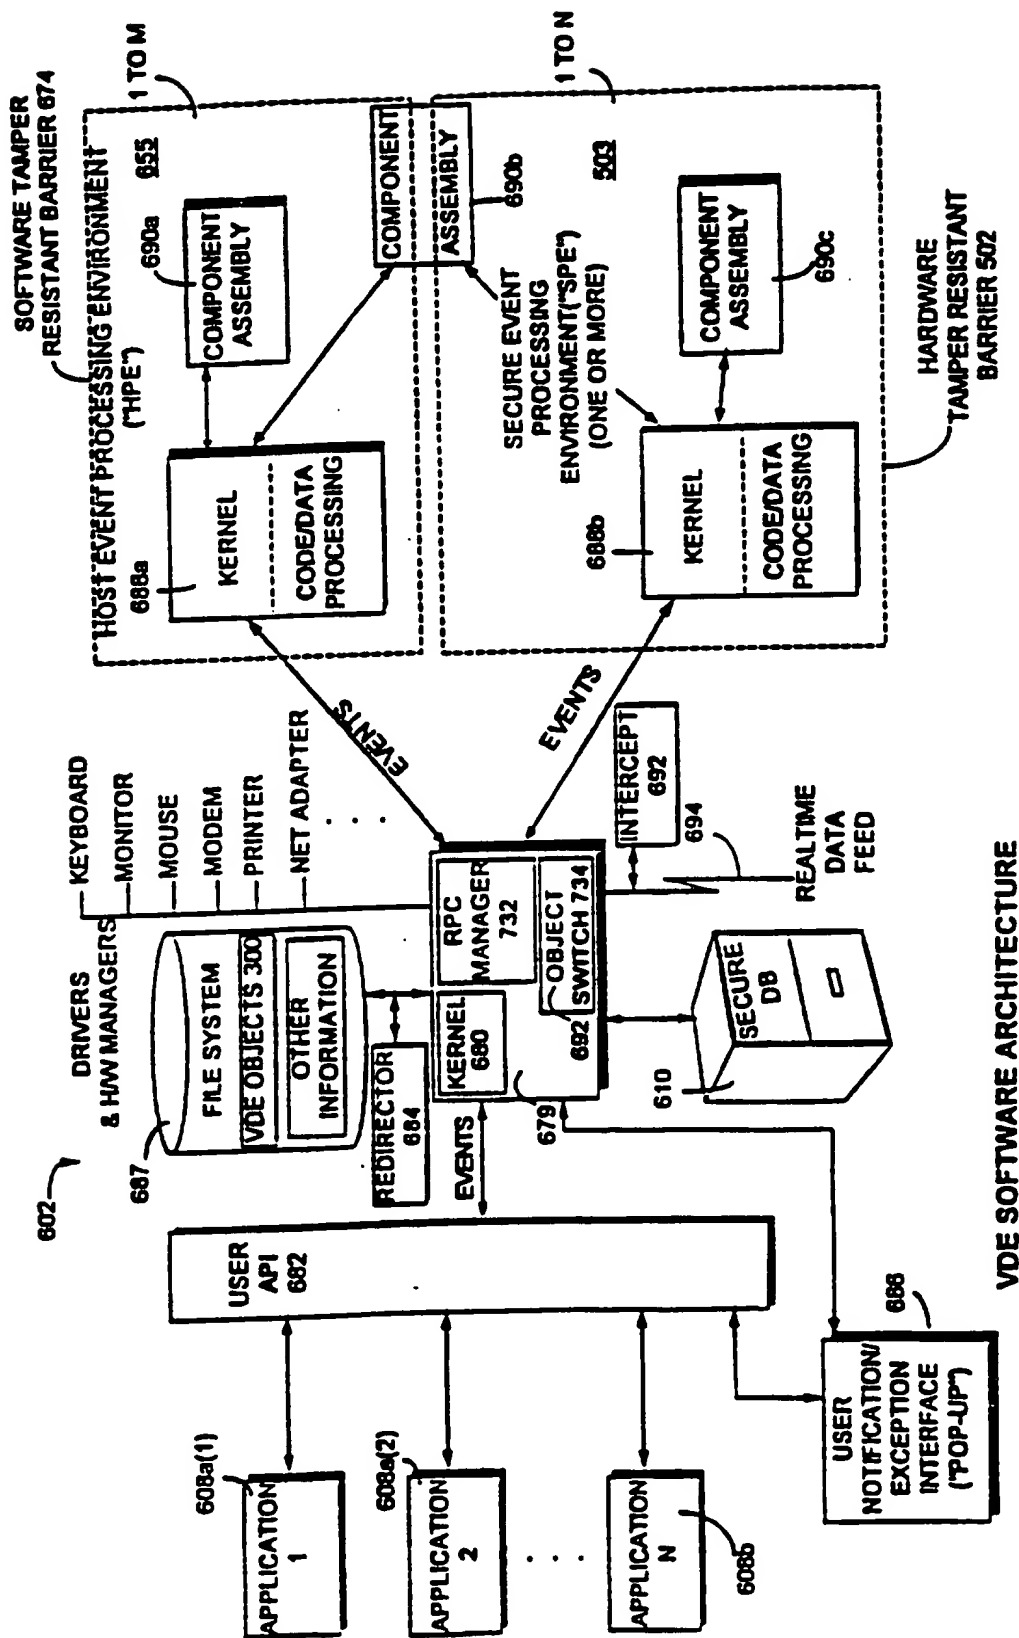 602
DRIVERS
& H/W MANAGERS
KEYBOARD
MONITOR
MOUSE
MODEM
PRINTER
NET ADAPTER
SOFTWARE TAMPER
RESISTANT BARRIER 674
HOST EVENT PROCESSING ENVIRONMENT
("HPE")
655
1 TO M
688a
KERNEL
CODE/DATA
PROCESSING
690a
COMPONENT
ASSEMBLY
COMPONENT
ASSEMBLY
690b
687
FILE SYSTEM
VDE OBJECTS 300
OTHER
INFORMATION
REDIRECTOR
684
EVENTS
KERNEL
680
RPC
MANAGER
732
692
OBJECT
SWITCH 734
679
EVENTS
EVENTS
SECURE EVENT
PROCESSING
ENVIRONMENT("SPE")
(ONE OR MORE)
1 TO N
503
688b
KERNEL
CODE/DATA
PROCESSING
COMPONENT
ASSEMBLY
690c
HARDWARE
TAMPER RESISTANT
BARRIER 502
INTERCEPT
692
694
REALTIME
DATA
FEED
SECURE
DB
610
USER
API
682
608a(1)
APPLICATION
1
608a(2)
APPLICATION
2
APPLICATION
N
608b
USER
NOTIFICATION/
EXCEPTION
INTERFACE
("POP-UP")
686
VDE SOFTWARE ARCHITECTURE